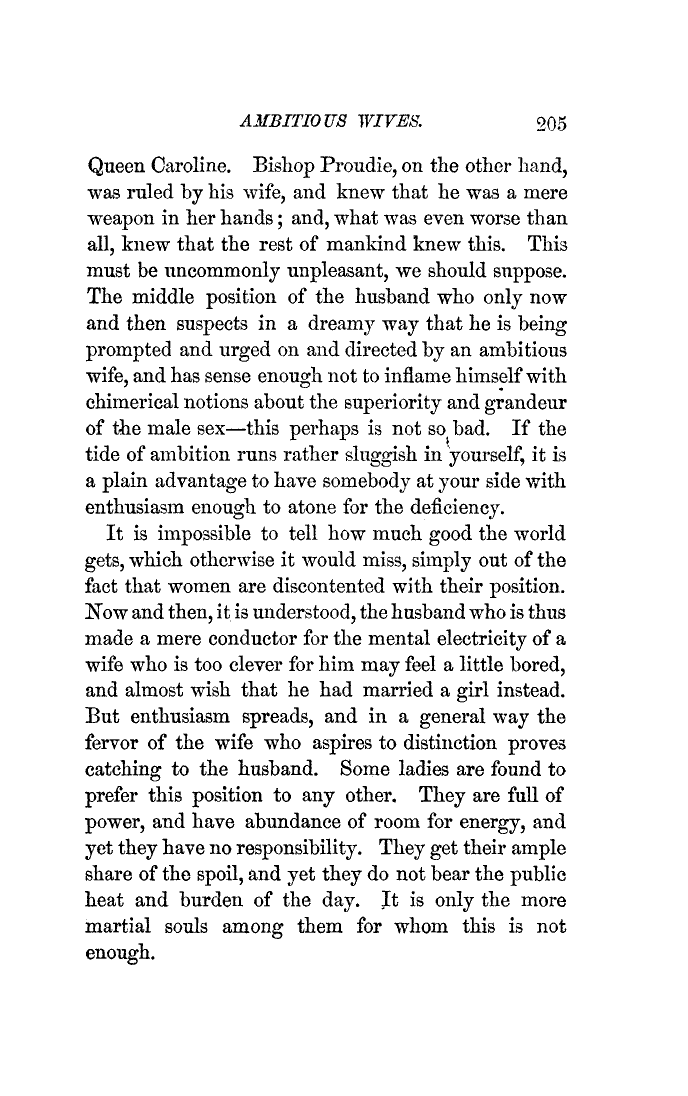 AMBITIOUS WIVES. 205
Queen Caroline. Bishop Proudie, on the other hand,
was ruled by his wife, and knew that he was a mere
weapon in her hands; and, what was even worse than
all, knew that the rest of mankind knew this. This
must be uncommonly unpleasant, we should suppose.
The middle position of the husband who only now
and then suspects in a dreamy way that he is being
prompted and urged on and directed by an ambitious
wife, and has sense enough not to inflame himself with
chimerical notions about the superiority and grandeur
of the male sex—this perhaps is not so bad. If the
tide of ambition runs rather sluggish in yourself, it is
a plain advantage to have somebody at your side with
enthusiasm enough to atone for the deficiency.
It is impossible to tell how much good the world
gets, which otherwise it would miss, simply out of the
fact that women are discontented with their position.
Now and then, it is understood, the husband who is thus
made a mere conductor for the mental electricity of a
wife who is too clever for him may feel a little bored,
and almost wish that he had married a girl instead.
But enthusiasm spreads, and in a general way the
fervor of the wife who aspires to distinction proves
catching to the husband. Some ladies are found to
prefer this position to any other. They are full of
power, and have abundance of room for energy, and
yet they have no responsibility. They get their ample
share of the spoil, and yet they do not bear the public
heat and burden of the day. It is only the more
martial souls among them for whom this is not
enough.